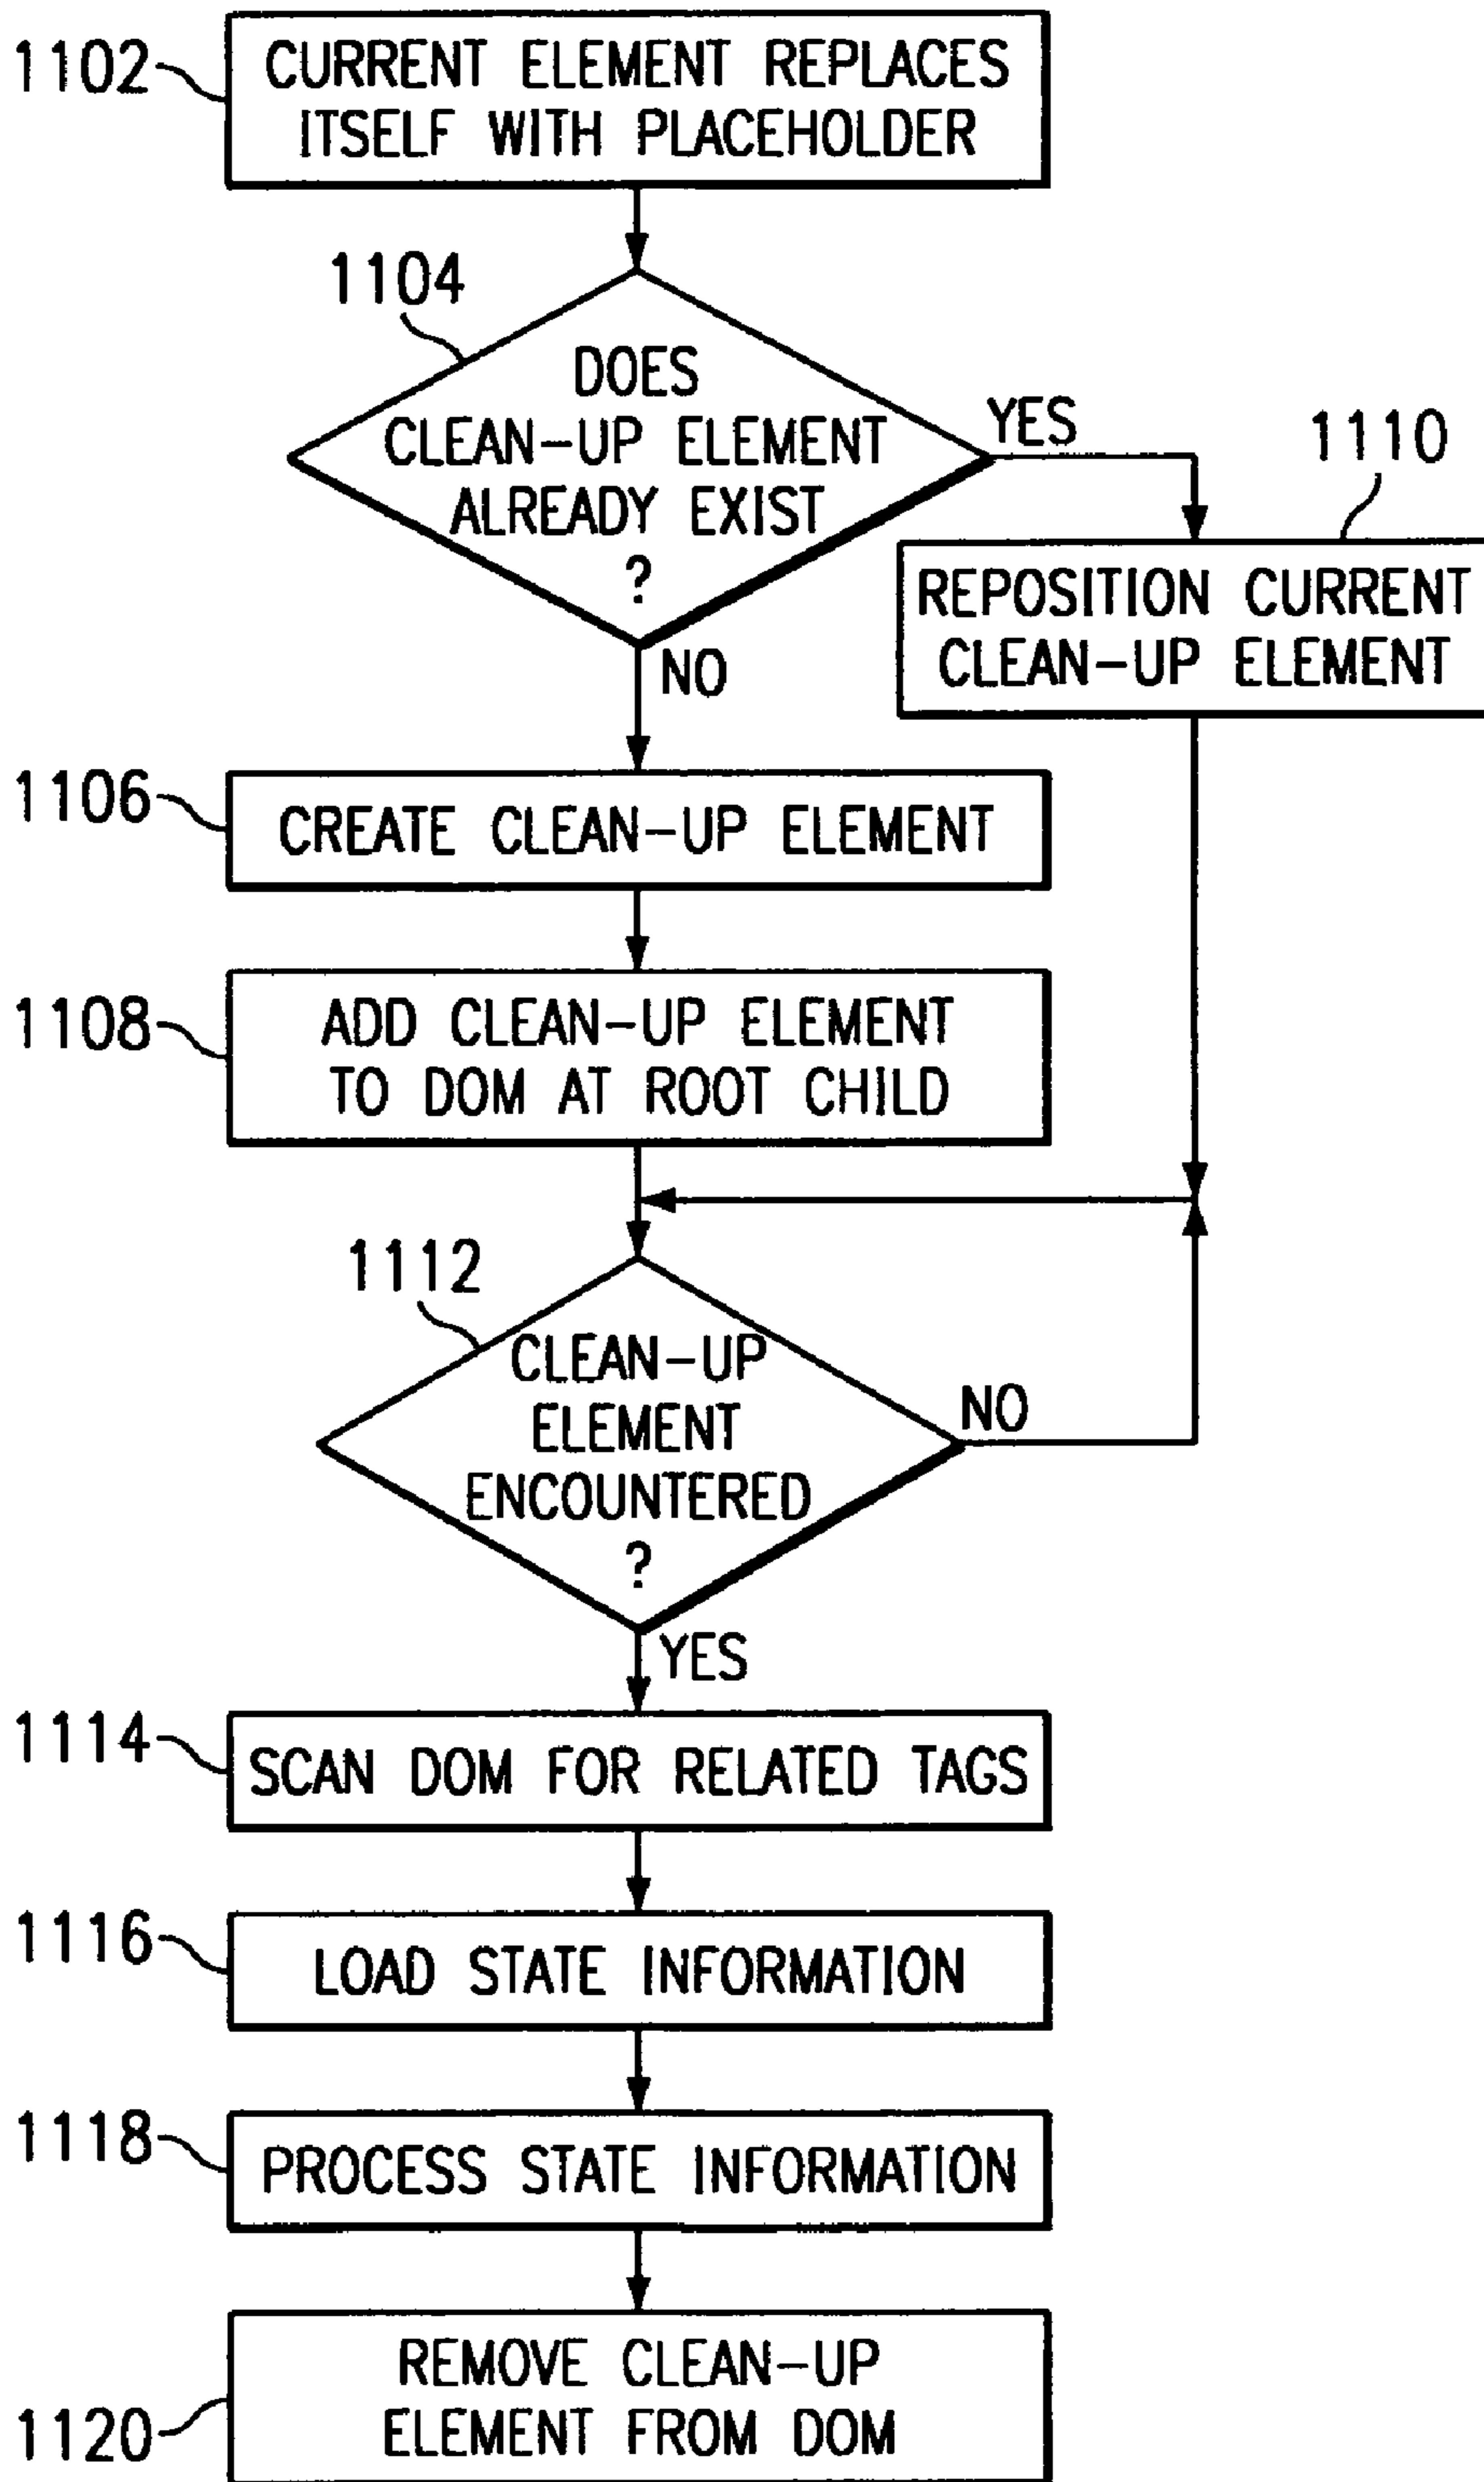 1102
CURRENT ELEMENT REPLACES
ITSELF WITH PLACEHOLDER
1104
DOES
CLEAN-UP ELEMENT
ALREADY EXIST
?
YES
NO
1110
REPOSITION CURRENT
CLEAN-UP ELEMENT
1106
CREATE CLEAN-UP ELEMENT
1108
ADD CLEAN-UP ELEMENT
TO DOM AT ROOT CHILD
1112
CLEAN-UP
ELEMENT
ENCOUNTERED
?
NO
YES
1114
SCAN DOM FOR RELATED TAGS
1116
LOAD STATE INFORMATION
1118
PROCESS STATE INFORMATION
1120
REMOVE CLEAN-UP
ELEMENT FROM DOM